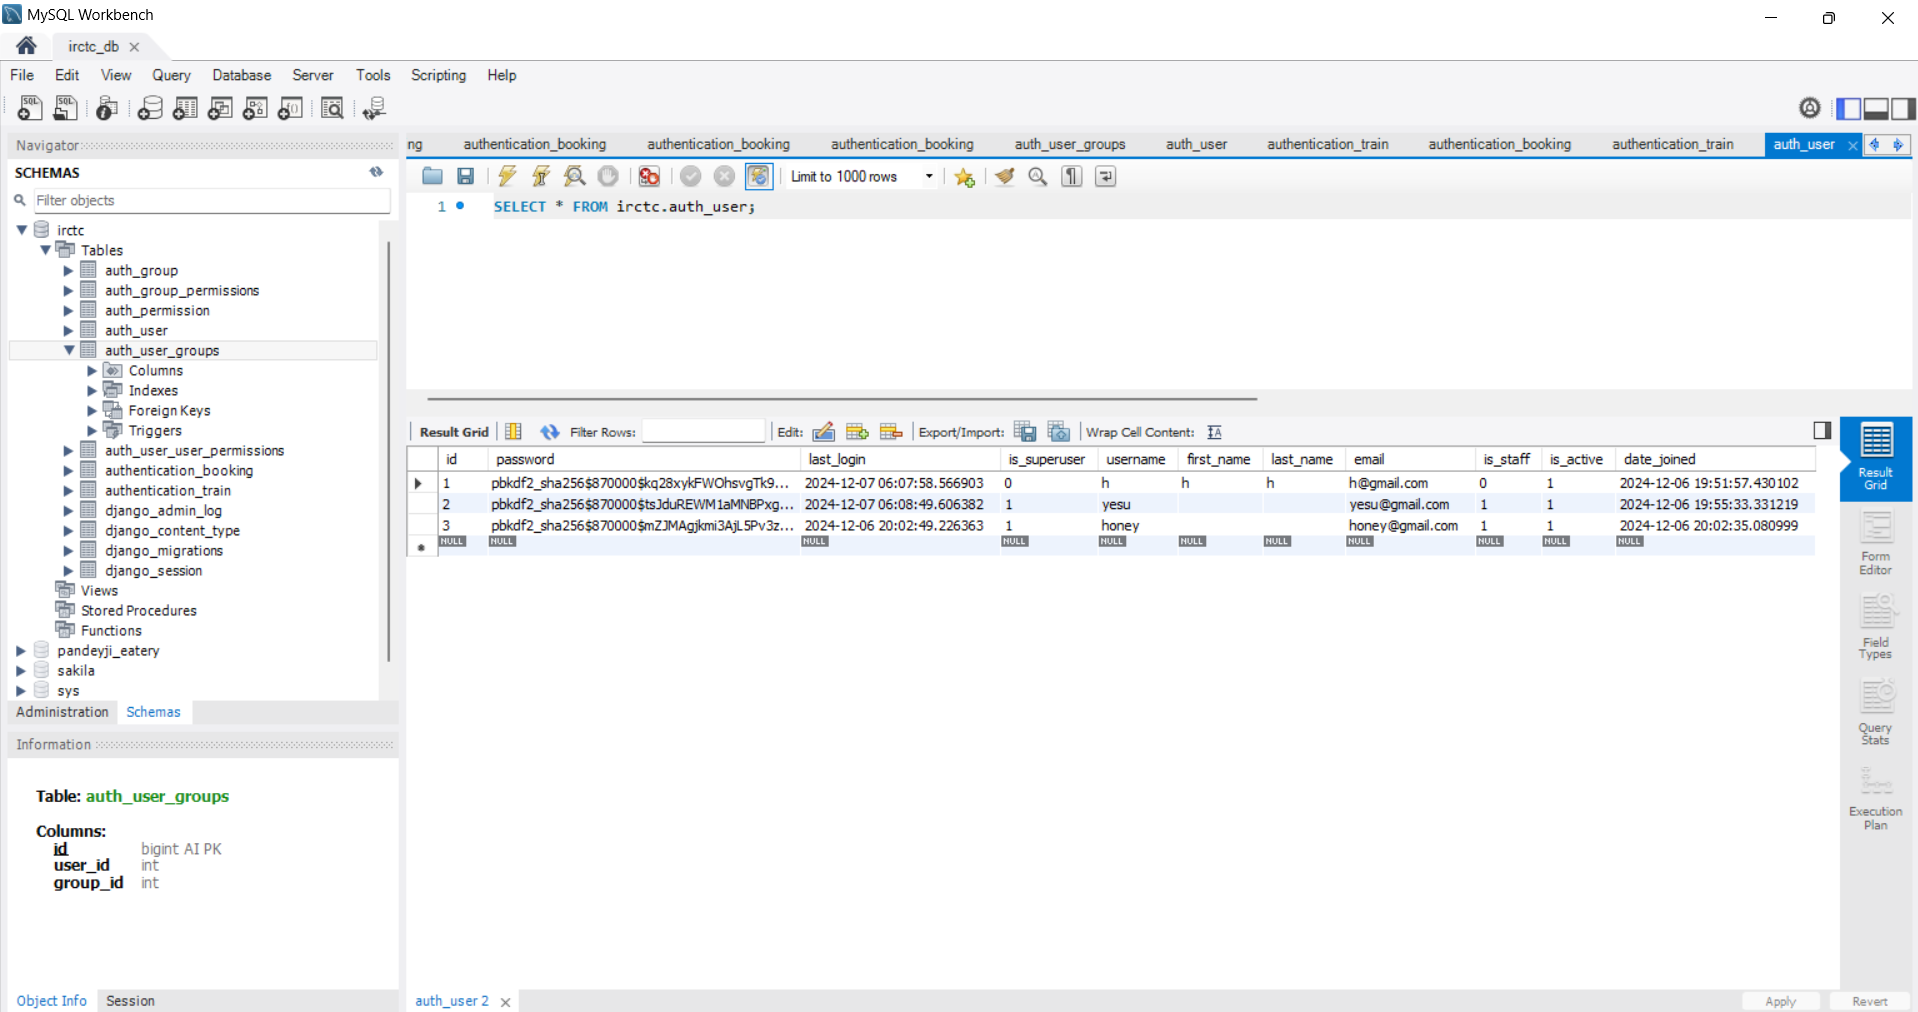 MySQL Workbench
irctc_db
File Edit View Query Database Server Tools Scripting Help
Navigator
SCHEMAS
Filter objects
irctc
Tables
auth_group
auth_group_permissions
auth_permission
auth_user
auth_user_groups
Columns
Indexes
Foreign Keys
Triggers
auth_user_user_permissions
authentication_booking
authentication_train
django_admin_log
django_content_type
django_migrations
django_session
Views
Stored Procedures
Functions
pandeyji_eatery
sakila
sys
Administration Schemas
Information
Table: auth_user_groups
Columns:
id bigint AI PK
user_id int
group_id int
Object Info Session
ng authentication_booking authentication_booking authentication_booking auth_user_groups auth_user authentication_train authentication_booking authentication_train auth_user
Limit to 1000 rows
1 SELECT * FROM irctc.auth_user;
Result Grid Filter Rows: Edit: Export/Import: Wrap Cell Content:
id password last_login is_superuser username first_name last_name email is_staff is_active date_joined
1 pbkdf2_sha256$870000$kq28xykFWOhsvgTk9... 2024-12-07 06:07:58.566903 0 h h h h@gmail.com 0 1 2024-12-06 19:51:57.430102
2 pbkdf2_sha256$870000$tsJduREWM1aMNBPxg... 2024-12-07 06:08:49.606382 1 yesu yesu@gmail.com 1 1 2024-12-06 19:55:33.331219
3 pbkdf2_sha256$870000$mZJMAgjkmi3AjL5Pv3z... 2024-12-06 20:02:49.226363 1 honey honey@gmail.com 1 1 2024-12-06 20:02:35.080999
NULL NULL NULL NULL NULL NULL NULL NULL NULL NULL NULL
Result
Grid
Form
Editor
Field
Types
Query
Stats
Execution
Plan
auth_user 2
Apply Revert